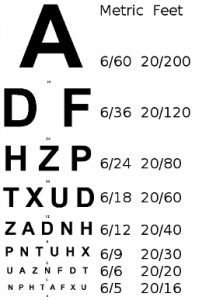 Metric Feet
A 6/60 20/200
D F 6/36 20/120
H Z P 6/24 20/80
T X U D 6/18 20/60
Z A D N H 6/12 20/40
P N T U H X 6/9 20/30
U A Z N F D T 6/6 20/20
N P H T A F X U 6/5 20/16